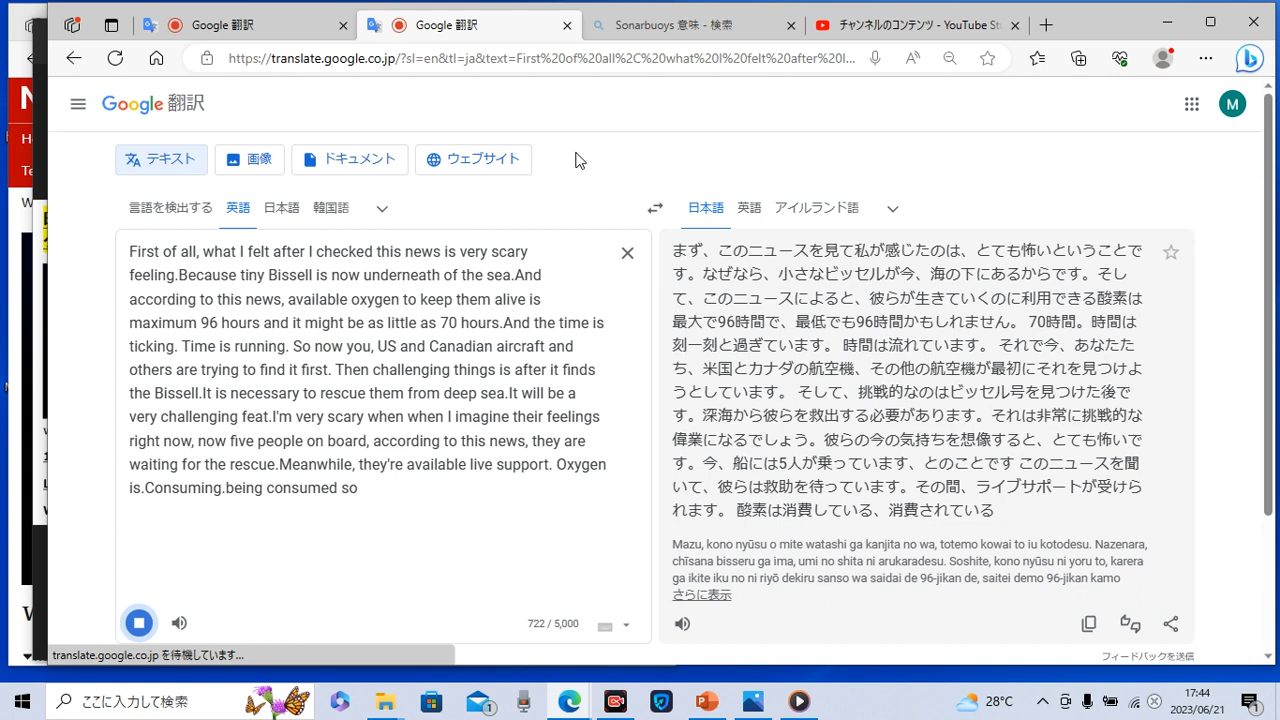 Google 翻訳
Google 翻訳
Sonarbuoys 意味 - 検索
チャンネルのコンテンツ - YouTube St
https://translate.google.co.jp/?sl=en&tl=ja&text=First%20of%20all%2C%20what%20I%20felt%20after%20I...
Google 翻訳
M
テキスト
画像
ドキュメント
ウェブサイト
言語を検出する 英語 日本語 韓国語
日本語 英語 アイルランド語
First of all, what I felt after I checked this news is very scary
feeling.Because tiny Bissell is now underneath of the sea.And
according to this news, available oxygen to keep them alive is
maximum 96 hours and it might be as little as 70 hours.And the time is
ticking. Time is running. So now you, US and Canadian aircraft and
others are trying to find it first. Then challenging things is after it finds
the Bissell.It is necessary to rescue them from deep sea.It will be a
very challenging feat.I'm very scary when when I imagine their feelings
right now, now five people on board, according to this news, they are
waiting for the rescue.Meanwhile, they're available live support. Oxygen
is.Consuming.being consumed so
722 / 5,000
まず、このニュースを見て私が感じたのは、とても怖いということで
す。なぜなら、小さなビッセルが今、海の下にあるからです。そし
て、このニュースによると、彼らが生きていくのに利用できる酸素は
最大で96時間で、最低でも96時間かもしれません。 70時間。時間は
刻一刻と過ぎています。 時間は流れています。 それで今、あなたた
ち、米国とカナダの航空機、その他の航空機が最初にそれを見つけよ
うとしています。 そして、挑戦的なのはビッセル号を見つけた後で
す。深海から彼らを救出する必要があります。それは非常に挑戦的な
偉業になるでしょう。彼らの今の気持ちを想像すると、とても怖いで
す。今、船には5人が乗っています、とのことです このニュースを聞
いて、彼らは救助を待っています。その間、ライブサポートが受けら
れます。 酸素は消費している、消費されている
Mazu, kono nyūsu o mite watashi ga kanjita no wa, totemo kowai to iu kotodesu. Nazenara,
chīsana bisseru ga ima, umi no shita ni arukaradesu. Soshite, kono nyūsu ni yoru to, karera
ga ikite iku no ni riyō dekiru sanso wa saidai de 96-jikan de, saitei demo 96-jikan kamo
さらに表示
フィードバックを送信
translate.google.co.jp を待機しています...
ここに入力して検索
28°C
17:44
2023/06/21